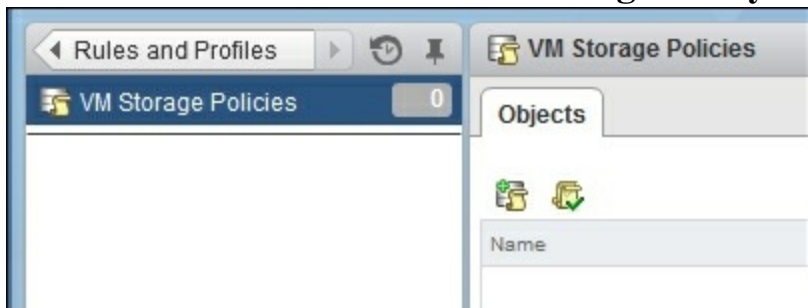 Rules and Profiles
VM Storage Policies 0
VM Storage Policies
Objects
Name